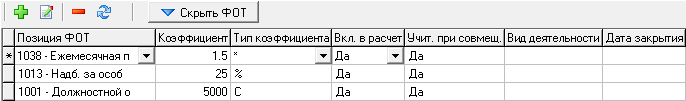 Скрыть ФОТ
Позиция ФОТ Коэффициент Тип коэффициента Вкл. в расчет Учит. при совмещ. Вид деятельности Дата закрытия
* 1038 - Ежемесячная п 1.5 * Да Да
1013 - Надб. за особ 25 % Да Да
1001 - Должностной о 5000 С Да Да